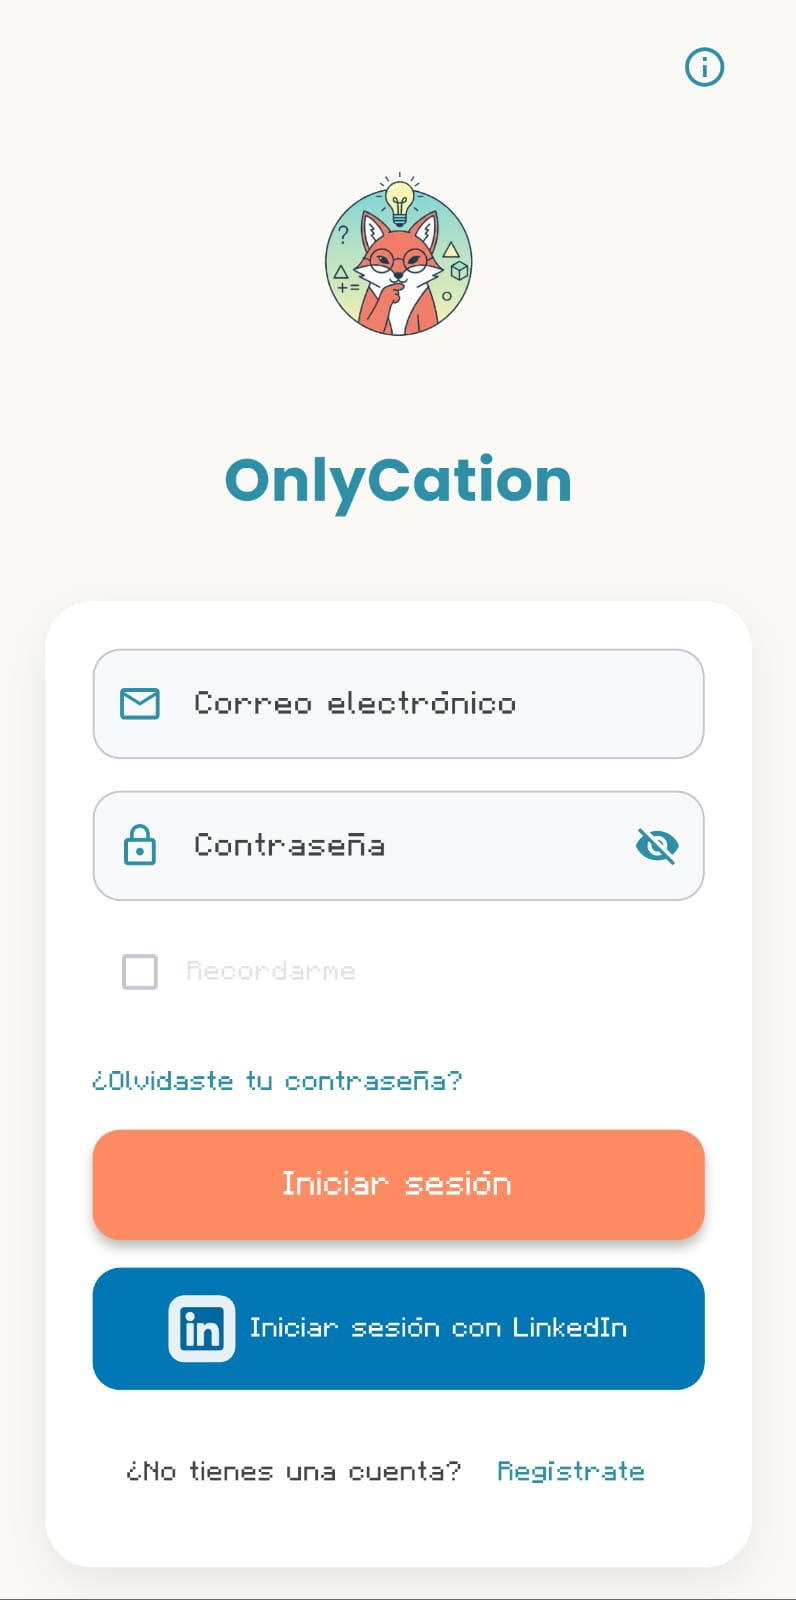 OnlyCation
Correo electrónico
Contraseña
Recordarme
¿Olvidaste tu contraseña?
Iniciar sesión
in Iniciar sesión con LinkedIn
¿No tienes una cuenta? Regístrate